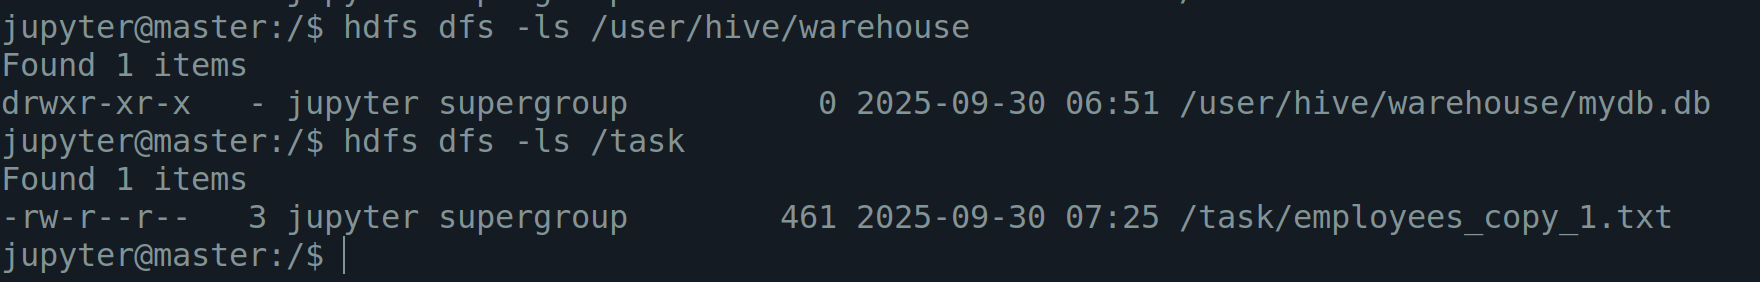 jupyter@master:/$ hdfs dfs -ls /user/hive/warehouse
Found 1 items
drwxr-xr-x   - jupyter supergroup          0 2025-09-30 06:51 /user/hive/warehouse/mydb.db
jupyter@master:/$ hdfs dfs -ls /task
Found 1 items
-rw-r--r--   3 jupyter supergroup        461 2025-09-30 07:25 /task/employees_copy_1.txt
jupyter@master:/$